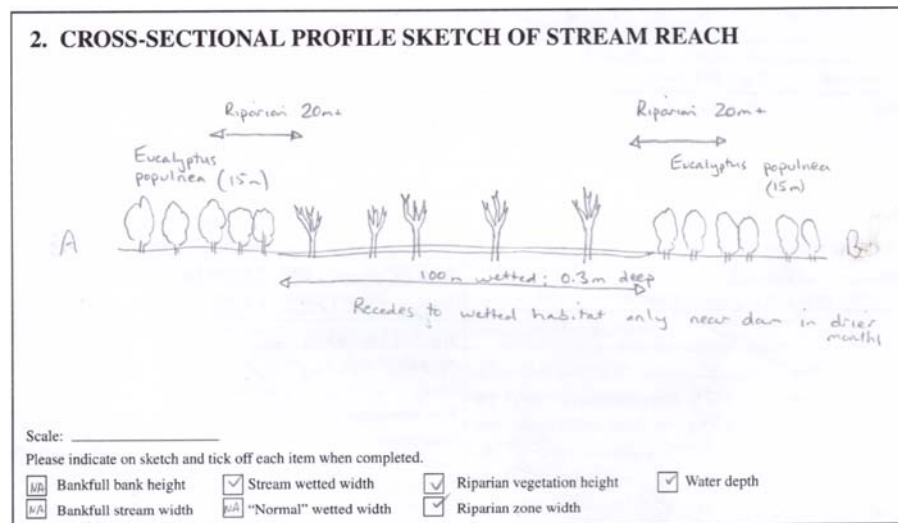 2. CROSS-SECTIONAL PROFILE SKETCH OF STREAM REACH
Riparian 20m+
Riparian 20m+
Eucalyptus
populnea (15m)
Eucalyptus populnea
(15m)
A
B
100m wetted; 0.3m deep
Recedes to wetted habitat only near dam in drier
months
Scale:
Please indicate on sketch and tick off each item when completed.
NA Bankfull bank height
Stream wetted width
Riparian vegetation height
Water depth
NA Bankfull stream width
NA "Normal" wetted width
Riparian zone width